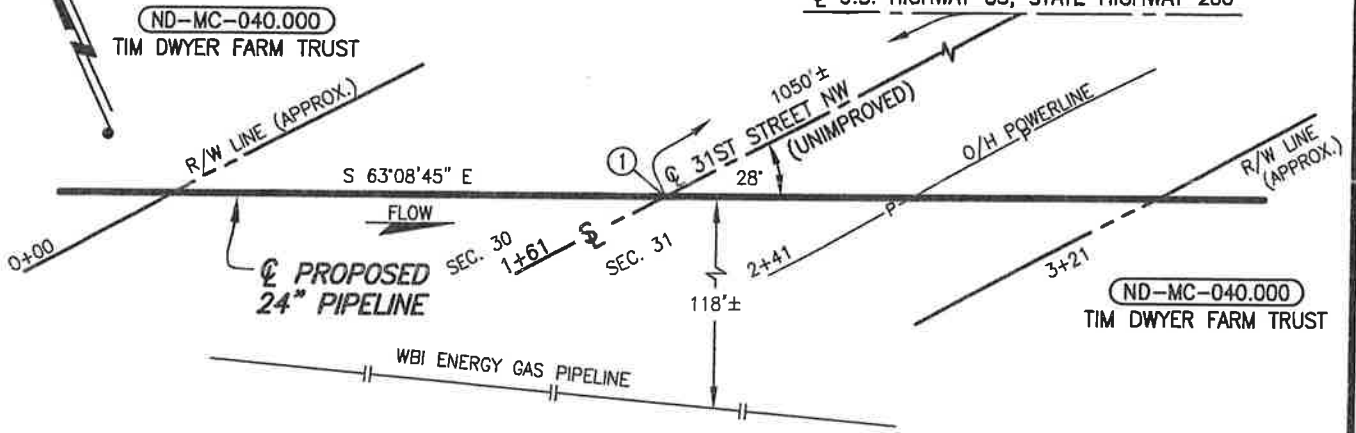 ℄ U.S. HIGHWAY 85, STATE HIGHWAY 200
ND-MC-040.000
TIM DWYER FARM TRUST
R/W LINE (APPROX.)
1050'±
℄ 31ST STREET NW
(UNIMPROVED)
O/H POWERLINE
P
R/W LINE
(APPROX.)
1
S 63°08'45" E
28°
P
FLOW
0+00
SEC. 30
1+61
SEC. 31
2+41
3+21
℄ PROPOSED
24" PIPELINE
118'±
ND-MC-040.000
TIM DWYER FARM TRUST
WBI ENERGY GAS PIPELINE